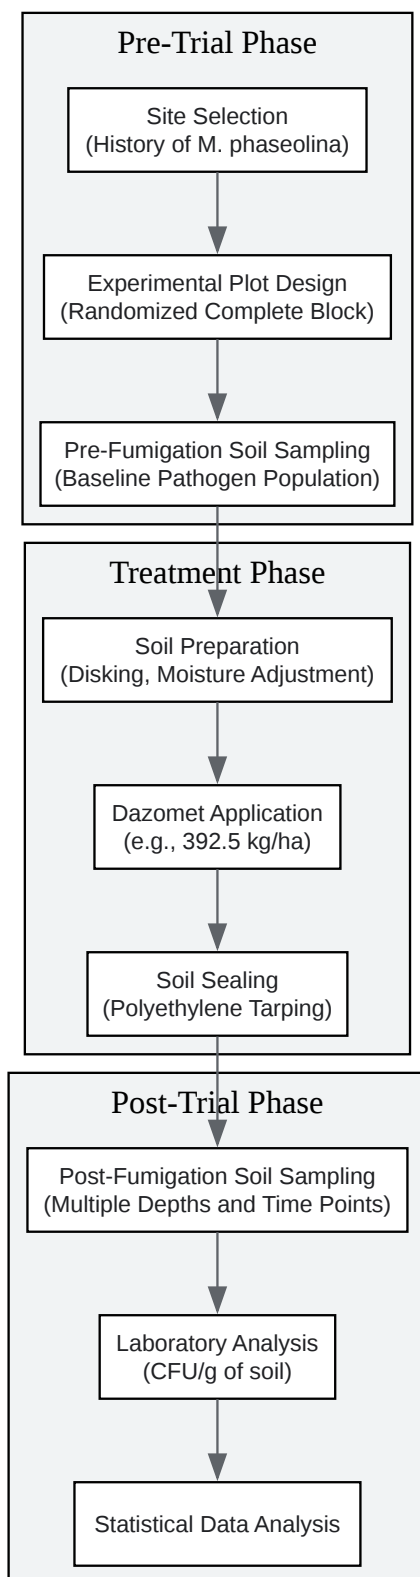 Pre-Trial Phase
Site Selection
(History of M. phaseolina)
Experimental Plot Design
(Randomized Complete Block)
Pre-Fumigation Soil Sampling
(Baseline Pathogen Population)
Treatment Phase
Soil Preparation
(Disking, Moisture Adjustment)
Dazomet Application
(e.g., 392.5 kg/ha)
Soil Sealing
(Polyethylene Tarping)
Post-Trial Phase
Post-Fumigation Soil Sampling
(Multiple Depths and Time Points)
Laboratory Analysis
(CFU/g of soil)
Statistical Data Analysis